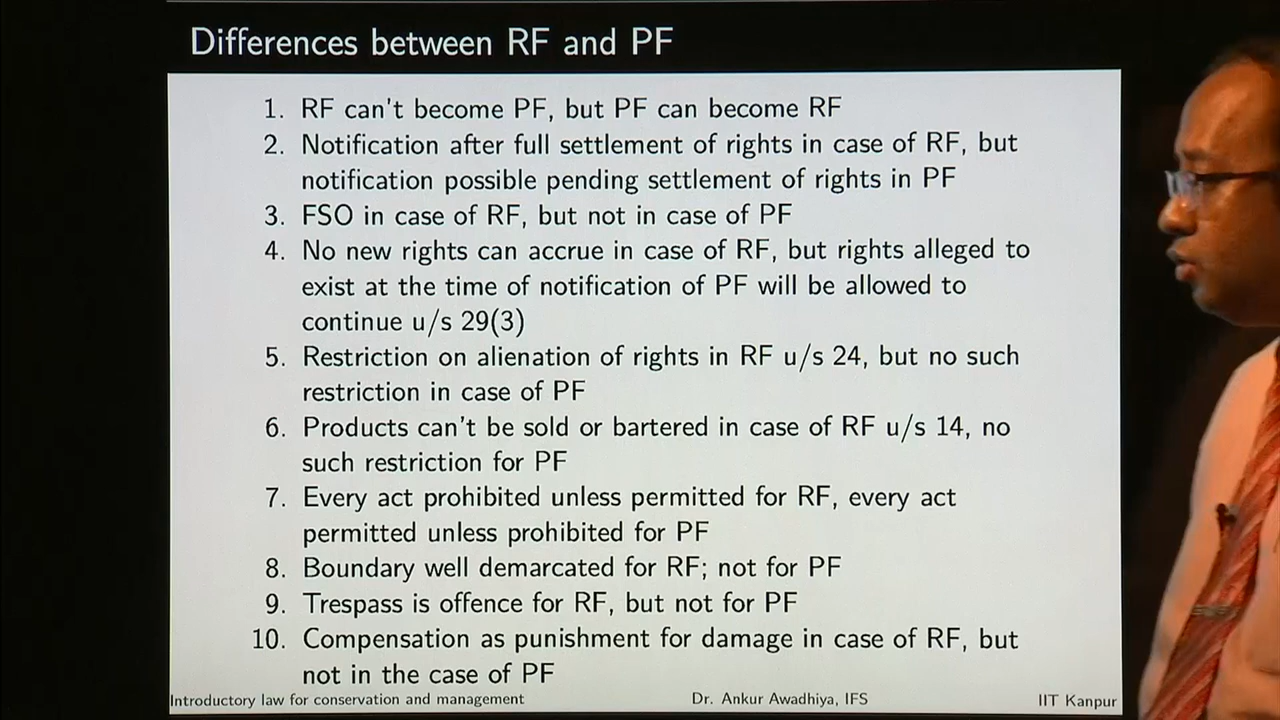 Differences between RF and PF
1. RF can't become PF, but PF can become RF
2. Notification after full settlement of rights in case of RF, but
notification possible pending settlement of rights in PF
3. FSO in case of RF, but not in case of PF
4. No new rights can accrue in case of RF, but rights alleged to
exist at the time of notification of PF will be allowed to
continue u/s 29(3)
5. Restriction on alienation of rights in RF u/s 24, but no such
restriction in case of PF
6. Products can't be sold or bartered in case of RF u/s 14, no
such restriction for PF
7. Every act prohibited unless permitted for RF, every act
permitted unless prohibited for PF
8. Boundary well demarcated for RF; not for PF
9. Trespass is offence for RF, but not for PF
10. Compensation as punishment for damage in case of RF, but
not in the case of PF
Introductory law for conservation and management Dr. Ankur Awadhiya, IFS IIT Kanpur